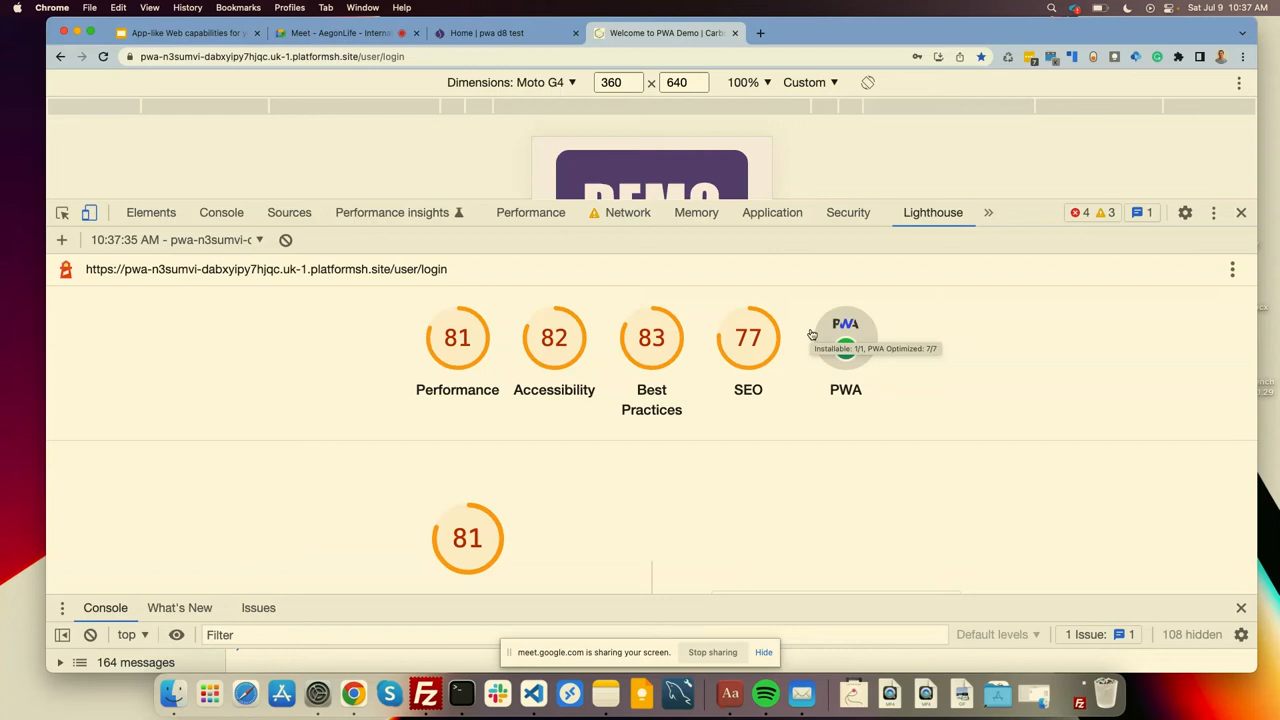 Chrome File Edit View History Bookmarks Profiles Tab Window Help Sat Jul 9 10:37 AM
App-like Web capabilities for y Meet - AegonLife - Interna Home | pwa d8 test Welcome to PWA Demo | Carb
pwa-n3sumvi-dabxyipy7hjqc.uk-1.platformsh.site/user/login
Dimensions: Moto G4 360 × 640 100% Custom
DEMO
Elements Console Sources Performance insights Performance Network Memory Application Security Lighthouse » 4 3 1
10:37:35 AM - pwa-n3sumvi-c
https://pwa-n3sumvi-dabxyipy7hjqc.uk-1.platformsh.site/user/login
81 82 83 77 PWA
Installable: 1/1, PWA Optimized: 7/7
Performance Accessibility Best Practices SEO PWA
81
Console What's New Issues
top Filter Default levels 1 Issue: 1 108 hidden
164 messages
meet.google.com is sharing your screen. Stop sharing Hide